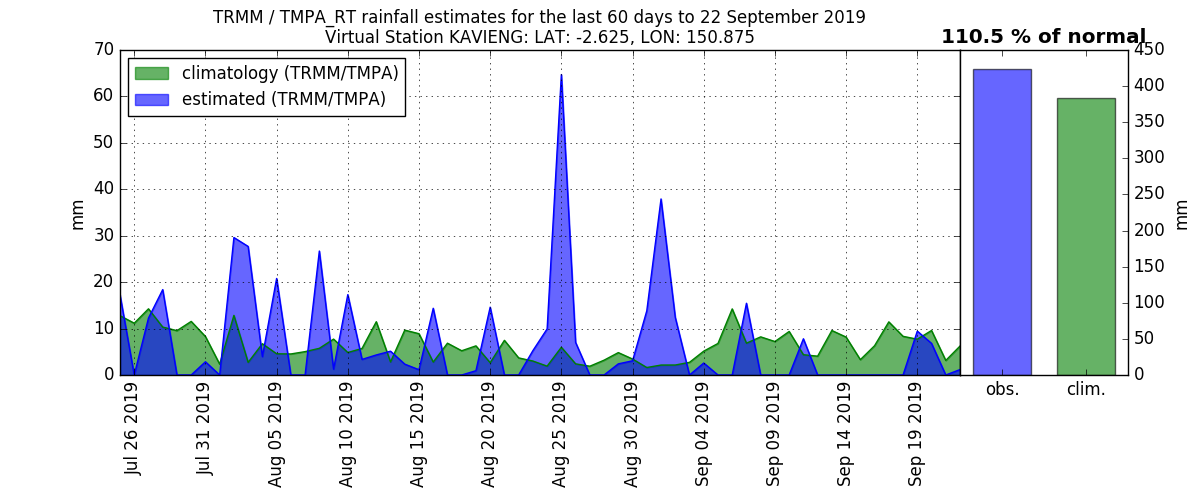 TRMM / TMPA_RT rainfall estimates for the last 60 days to 22 September 2019
Virtual Station KAVIENG: LAT: -2.625, LON: 150.875
110.5 % of normal
climatology (TRMM/TMPA)
estimated (TRMM/TMPA)
mm
70
60
50
40
30
20
10
0
Jul 26 2019
Jul 31 2019
Aug 05 2019
Aug 10 2019
Aug 15 2019
Aug 20 2019
Aug 25 2019
Aug 30 2019
Sep 04 2019
Sep 09 2019
Sep 14 2019
Sep 19 2019
450
400
350
300
250
200
150
100
50
0
mm
obs.
clim.